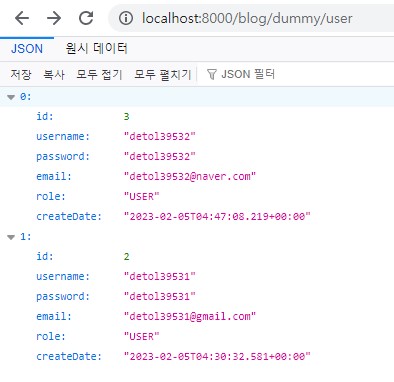 localhost:8000/blog/dummy/user
JSON 원시 데이터
저장 복사 모두 접기 모두 펼치기 JSON 필터
0:
id: 3
username: "detol39532"
password: "detol39532"
email: "detol39532@naver.com"
role: "USER"
createDate: "2023-02-05T04:47:08.219+00:00"
1:
id: 2
username: "detol39531"
password: "detol39531"
email: "detol39531@gmail.com"
role: "USER"
createDate: "2023-02-05T04:30:32.581+00:00"